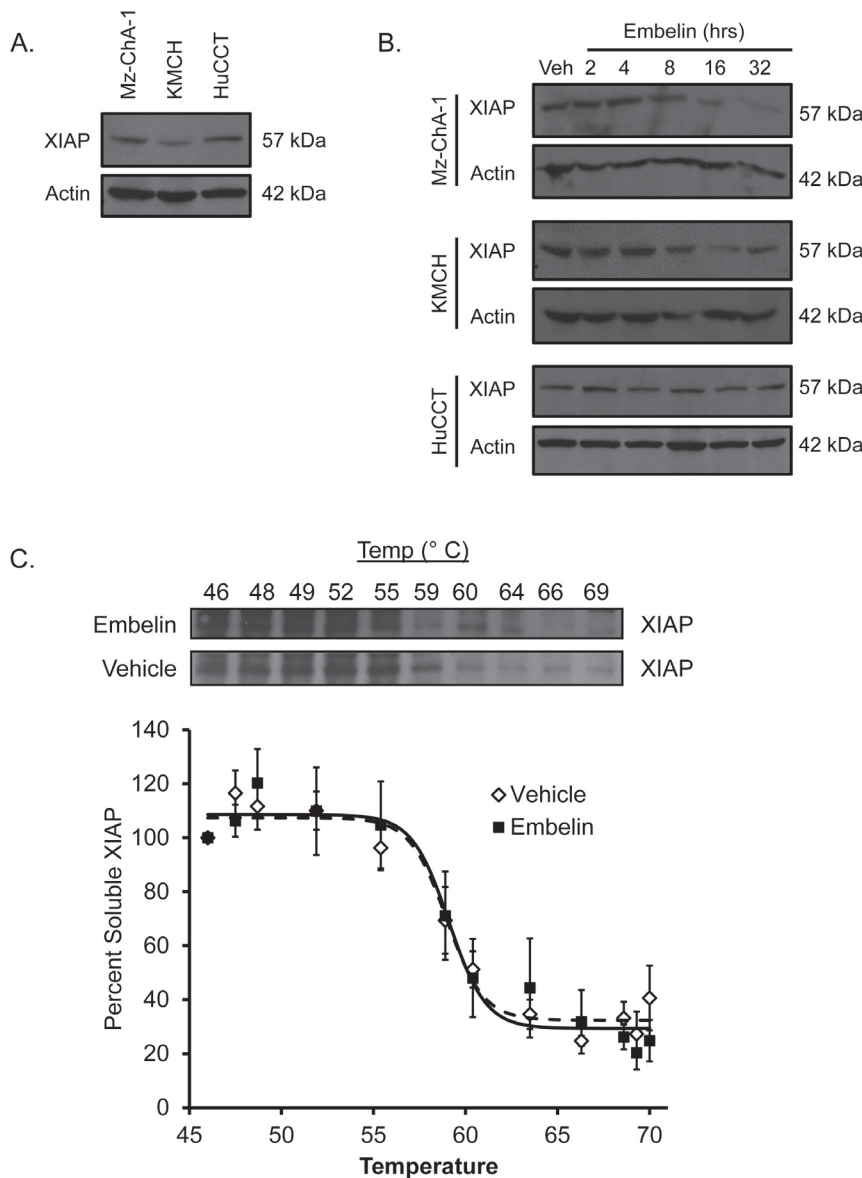 A.
Mz-ChA-1
KMCH
HuCCT
XIAP
57 kDa
Actin
42 kDa
B.
Embelin (hrs)
Veh 2 4 8 16 32
Mz-ChA-1
XIAP
57 kDa
Actin
42 kDa
KMCH
XIAP
57 kDa
Actin
42 kDa
HuCCT
XIAP
57 kDa
Actin
42 kDa
C.
Temp (° C)
46 48 49 52 55 59 60 64 66 69
Embelin
XIAP
Vehicle
XIAP
Percent Soluble XIAP
140
120
100
80
60
40
20
0
Vehicle
Embelin
45 50 55 60 65 70
Temperature